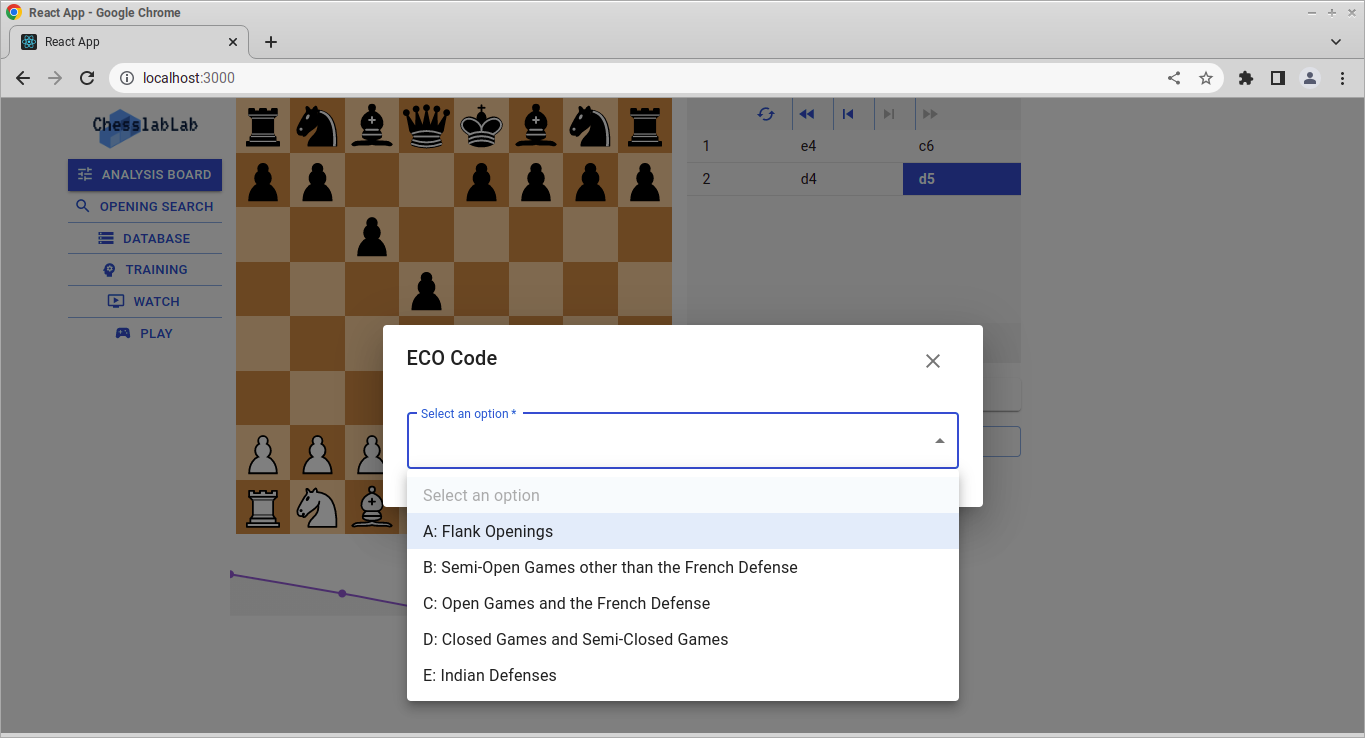 React App - Google Chrome
React App
localhost:3000
ChesslabLab
ANALYSIS BOARD
OPENING SEARCH
DATABASE
TRAINING
WATCH
PLAY
1 e4 c6
2 d4 d5
ECO Code
Select an option *
Select an option
A: Flank Openings
B: Semi-Open Games other than the French Defense
C: Open Games and the French Defense
D: Closed Games and Semi-Closed Games
E: Indian Defenses